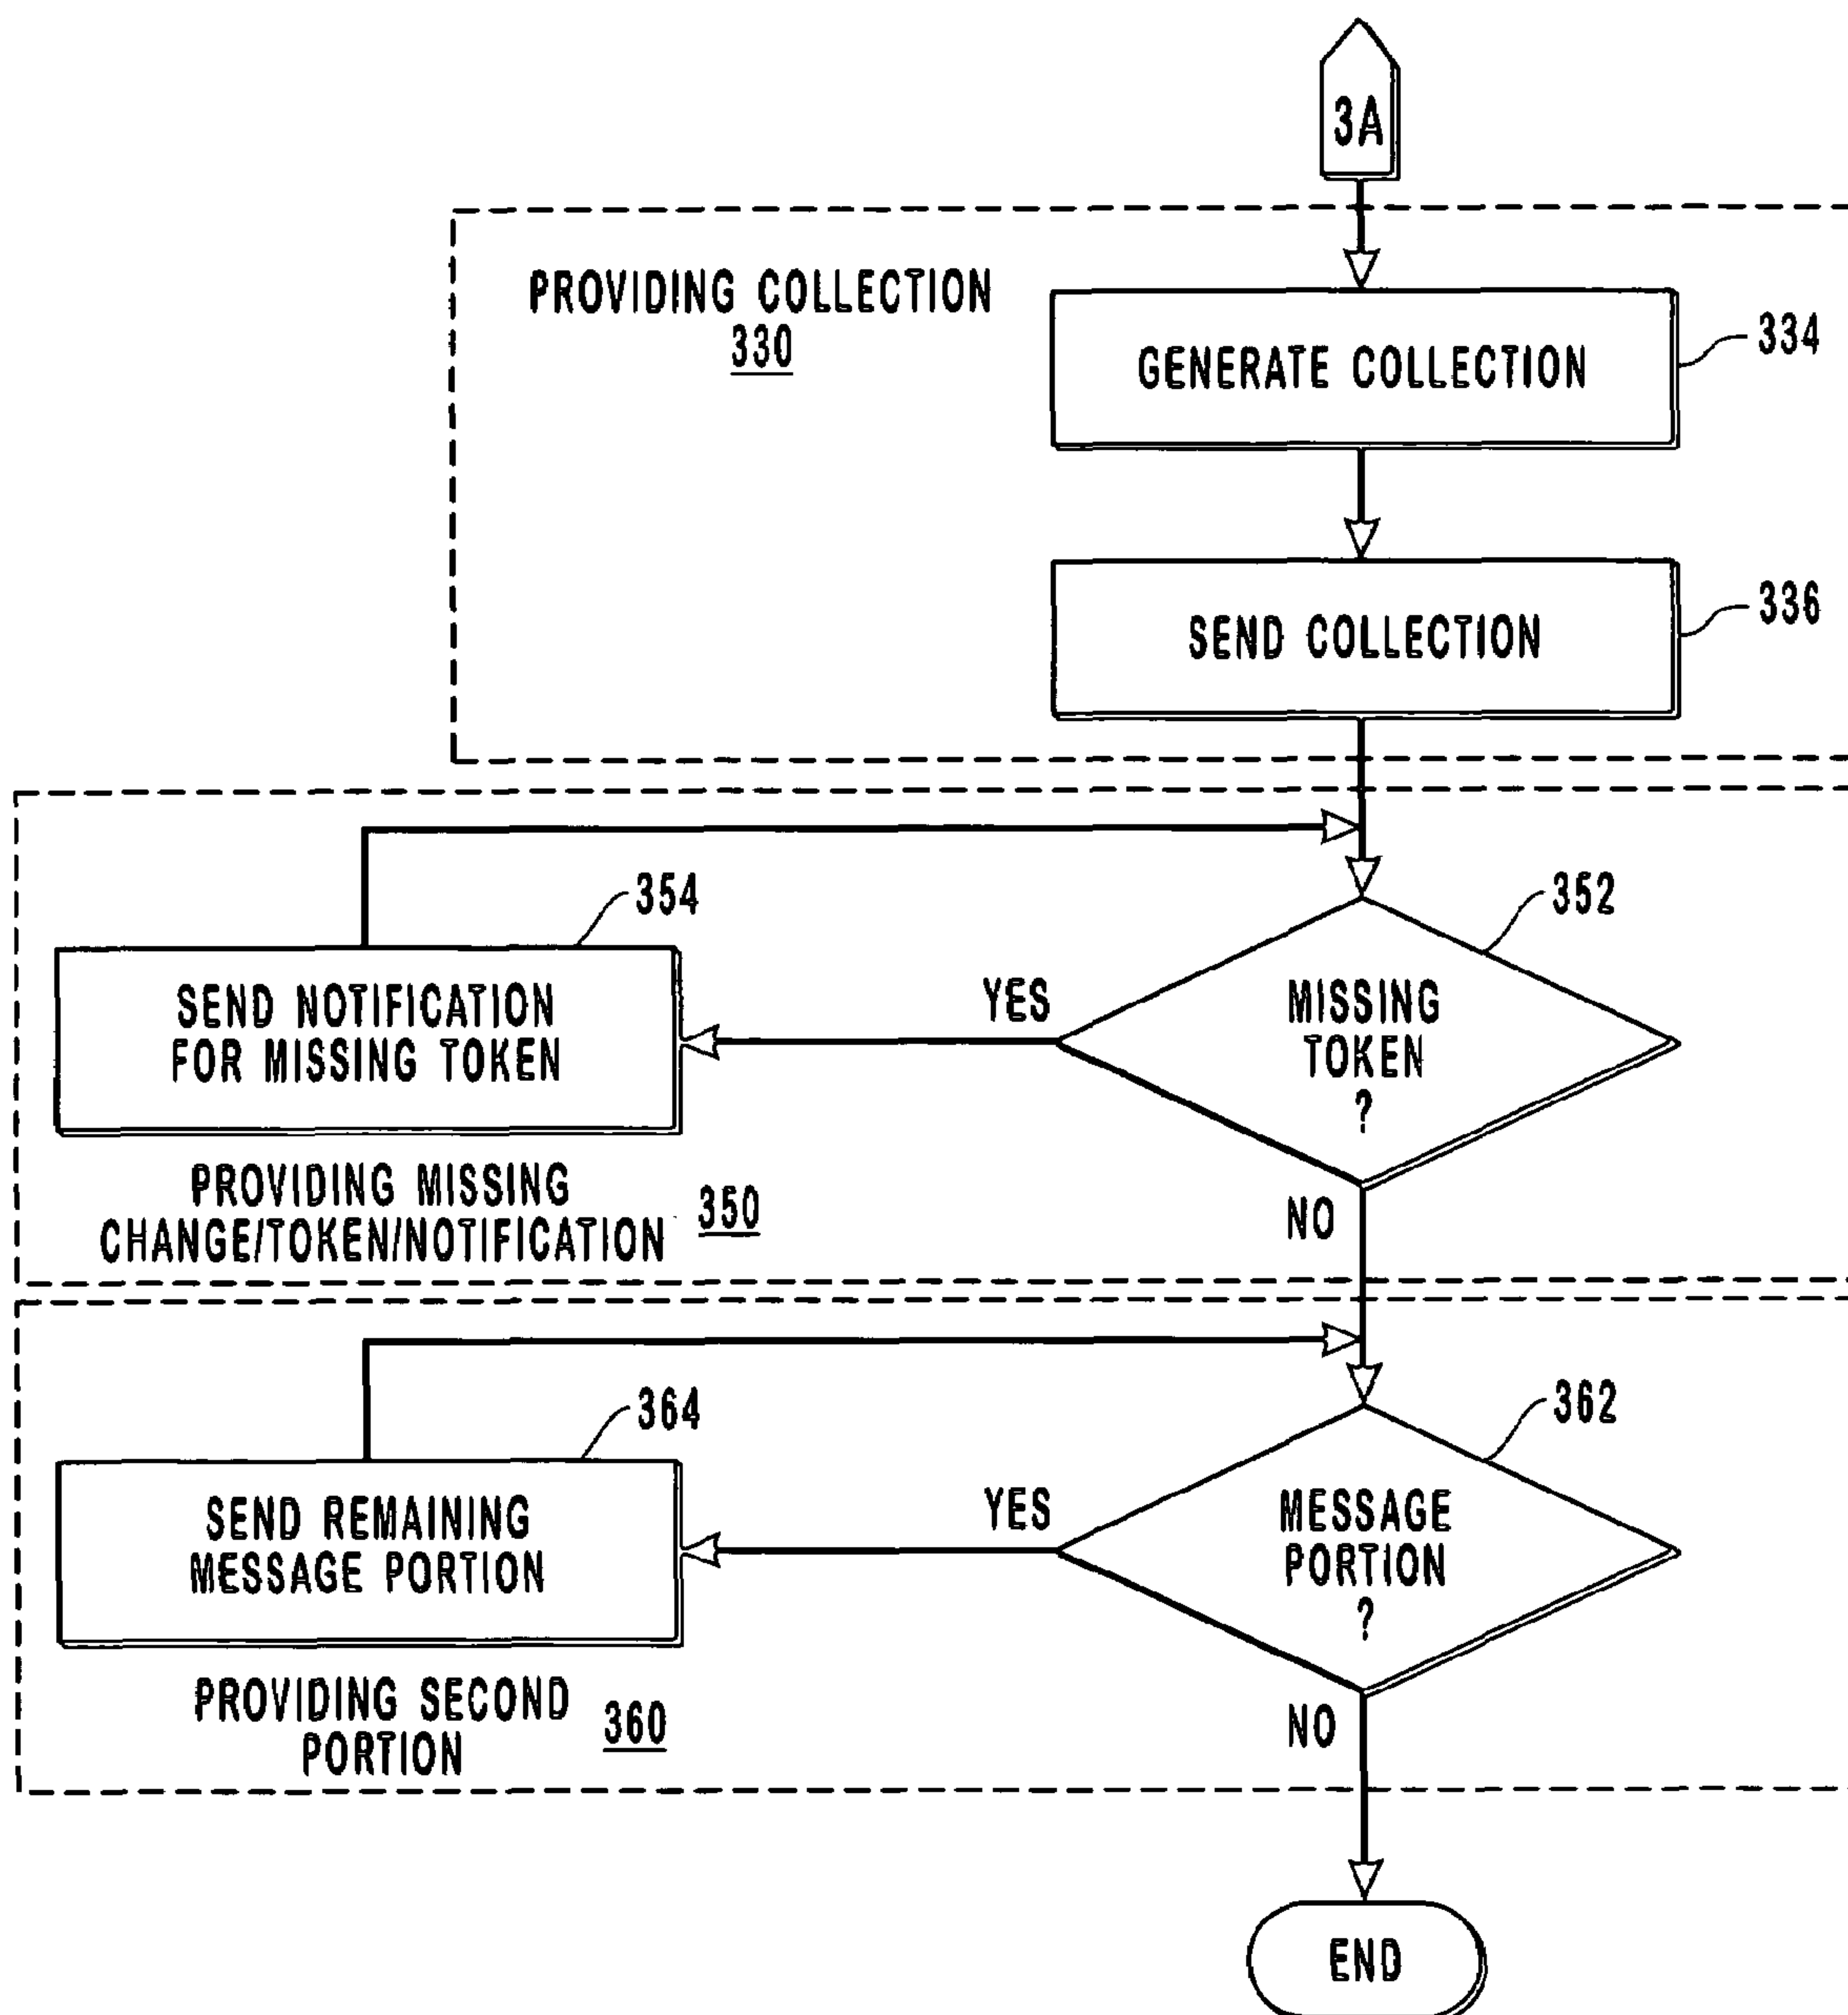 3A
PROVIDING COLLECTION
330
GENERATE COLLECTION
334
SEND COLLECTION
336
354
352
SEND NOTIFICATION
FOR MISSING TOKEN
YES
MISSING
TOKEN
?
PROVIDING MISSING
CHANGE/TOKEN/NOTIFICATION
350
NO
364
362
SEND REMAINING
MESSAGE PORTION
YES
MESSAGE
PORTION
?
PROVIDING SECOND
PORTION
360
NO
END